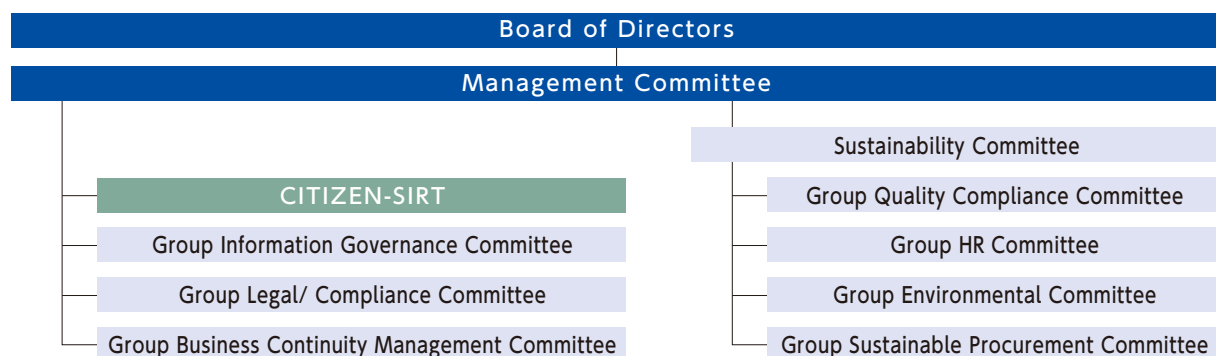 Board of Directors
Management Committee
Sustainability Committee
CITIZEN-SIRT
Group Quality Compliance Committee
Group Information Governance Committee
Group HR Committee
Group Legal/ Compliance Committee
Group Environmental Committee
Group Business Continuity Management Committee
Group Sustainable Procurement Committee